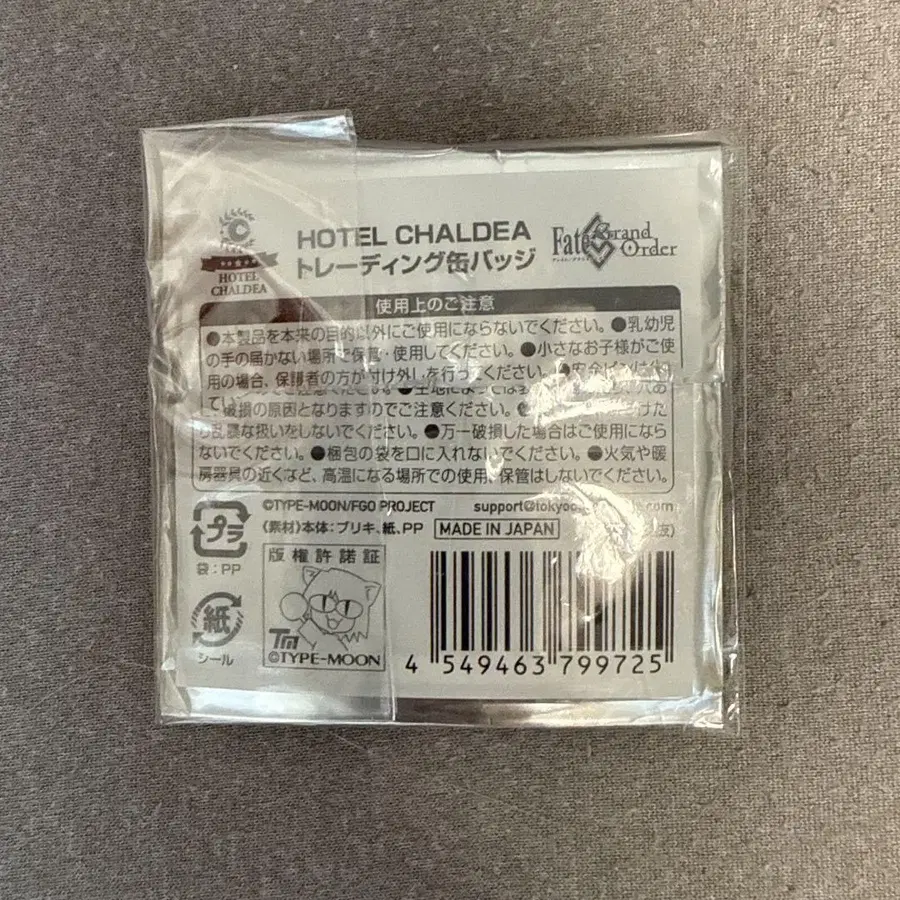 HOTEL CHALDEA
HOTEL CHALDEA
トレーディング缶バッジ
Fate Grand Order
使用上のご注意
●本製品を本来の目的以外にご使用にならないでください。●乳幼児
の手の届かない場所で保管・使用してください。●小さなお子様がご使
用の場合、保護者の方が付け外しを行ってください。
破損の原因となりますのでご注意ください。
乱暴な扱いをしないでください。●万一破損した場合はご使用になら
ないでください。●梱包の袋を口に入れないでください。●火気や暖
房器具の近くなど、高温になる場所での使用、保管はしないでください。
©TYPE-MOON/FGO PROJECT
support@tokyo
.com
《素材》本体：ブリキ、紙、PP
MADE IN JAPAN
プラ
袋：PP
紙
シール
版権許諾証
TM
©TYPE-MOON
4 549463 799725